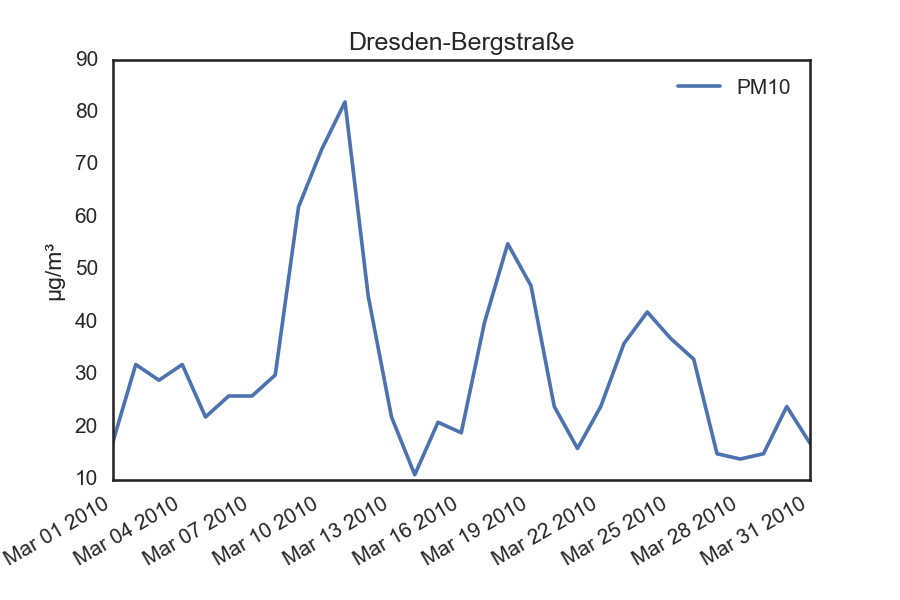 Dresden-Bergstraße
90
80
70
60
50
40
30
20
10
µg/m³
PM10
Mar 01 2010
Mar 04 2010
Mar 07 2010
Mar 10 2010
Mar 13 2010
Mar 16 2010
Mar 19 2010
Mar 22 2010
Mar 25 2010
Mar 28 2010
Mar 31 2010